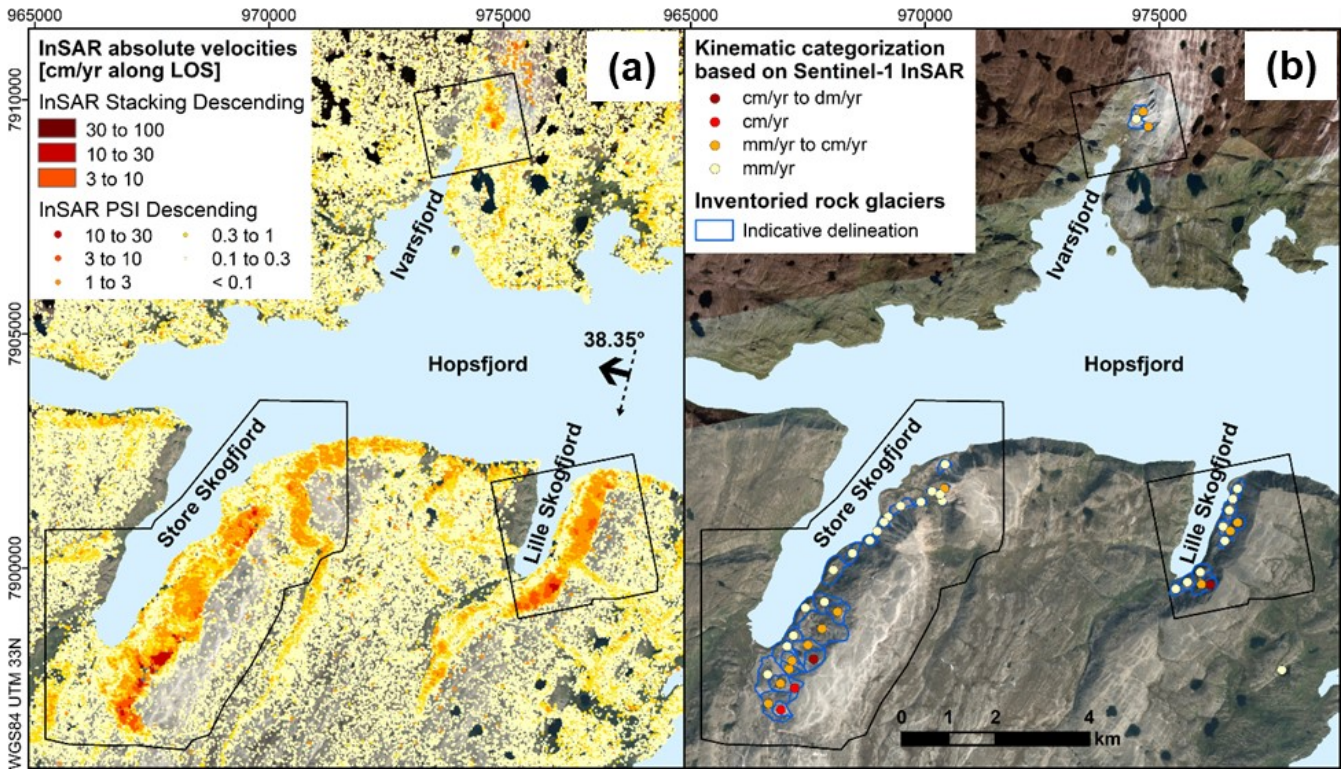 965000 970000 975000 965000 970000 975000
InSAR absolute velocities
[cm/yr along LOS]
InSAR Stacking Descending
30 to 100
10 to 30
3 to 10
InSAR PSI Descending
10 to 30 0.3 to 1
3 to 10 0.1 to 0.3
1 to 3 < 0.1
(a)
Kinematic categorization
based on Sentinel-1 InSAR
cm/yr to dm/yr
cm/yr
mm/yr to cm/yr
mm/yr
Inventoried rock glaciers
Indicative delineation
(b)
7910000
7905000
7900000
WGS84 UTM 33N
Ivarsfjord
38.35°
Hopsfjord
Store Skogfjord
Lille Skogfjord
Ivarsfjord
Hopsfjord
Store Skogfjord
Lille Skogfjord
0 1 2 4
km